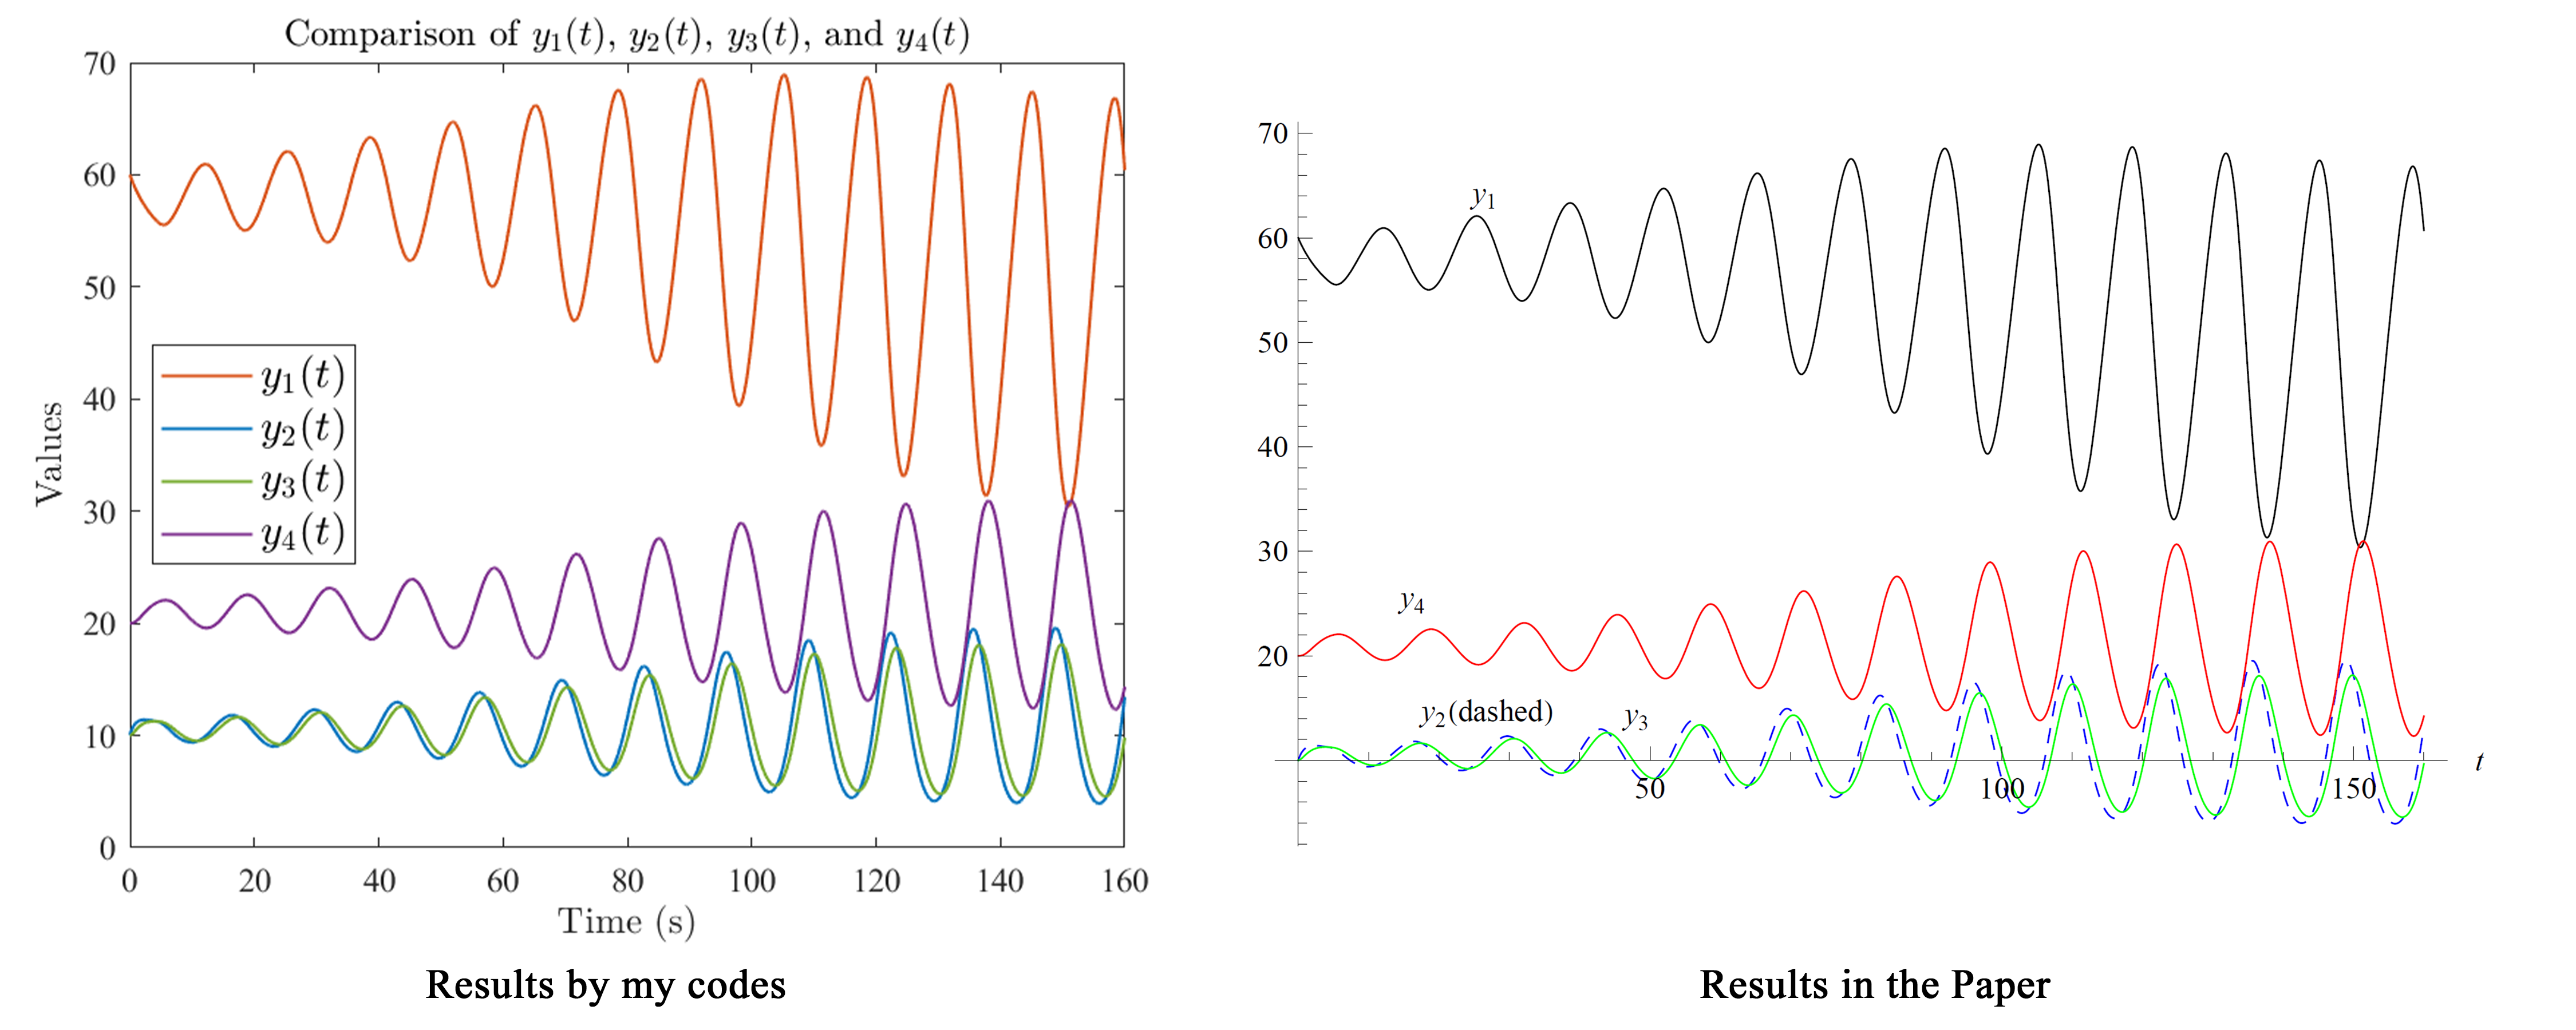 Comparison of y₁(t), y₂(t), y₃(t), and y₄(t)
70
60
50
40
30
20
10
0
Values
y₁(t)
y₂(t)
y₃(t)
y₄(t)
0 20 40 60 80 100 120 140 160
Time (s)
Results by my codes
70
60
50
40
30
20
y₁
y₄
y₂(dashed)
y₃
50 100 150
t
Results in the Paper